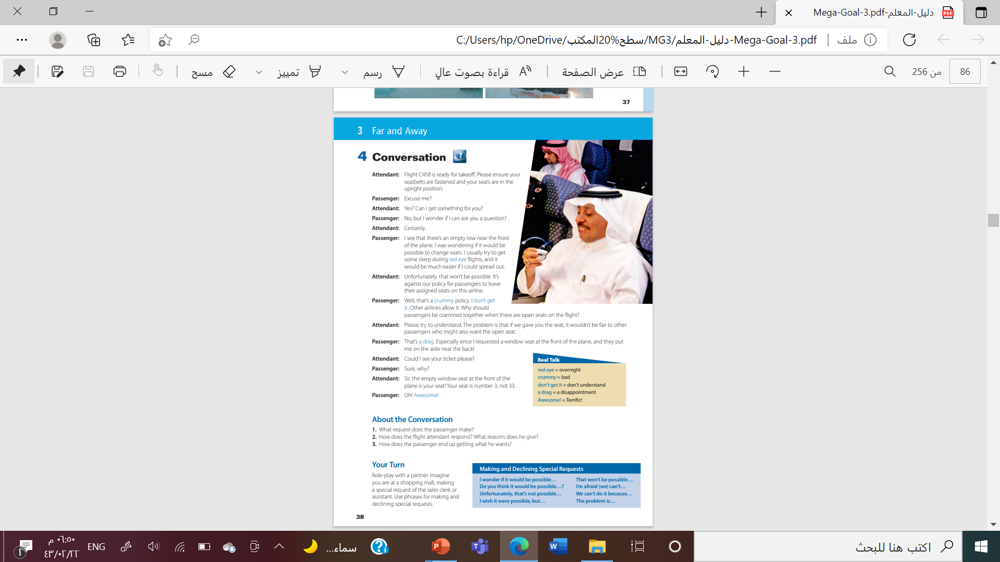 دليل-المعلم-Mega-Goal-3.pdf
ملف C:/Users/hp/OneDrive/سطح%20المكتب/MG3/دليل-المعلم-Mega-Goal-3.pdf
86 من 256 عرض الصفحة قراءة بصوت عالٍ رسم تمييز مسح
37
3 Far and Away
4 Conversation
Attendant: Flight C458 is ready for takeoff. Please ensure your
seatbelts are fastened and your seats are in the
upright position.
Passenger: Excuse me?
Attendant: Yes? Can I get something for you?
Passenger: No, but I wonder if I can ask you a question?
Attendant: Certainly.
Passenger: I see that there's an empty row near the front
of the plane. I was wondering if it would be
possible to change seats. I usually try to get
some sleep during red eye flights, and it
would be much easier if I could spread out.
Attendant: Unfortunately, that won't be possible. It's
against our policy for passengers to leave
their assigned seats on this airline.
Passenger: Well, that's a crummy policy. I don't get
it. Other airlines allow it. Why should
passengers be crammed together when there are open seats on the flight?
Attendant: Please try to understand. The problem is that if we gave you the seat, it wouldn't be fair to other
passengers who might also want the open seat.
Passenger: That's a drag. Especially since I requested a window seat at the front of the plane, and they put
me on the aisle near the back!
Attendant: Could I see your ticket please?
Passenger: Sure, why?
Attendant: Sir, the empty window seat at the front of the
plane is your seat! Your seat is number 3, not 33.
Passenger: Oh! Awesome!
Real Talk
red eye = overnight
crummy = bad
don't get it = don't understand
a drag = a disappointment
Awesome! = Terrific!
About the Conversation
1. What request does the passenger make?
2. How does the flight attendant respond? What reasons does he give?
3. How does the passenger end up getting what he wants?
Your Turn
Role-play with a partner. Imagine
you are at a shopping mall, making
a special request of the sales clerk or
assistant. Use phrases for making and
declining special requests.
Making and Declining Special Requests
I wonder if it would be possible… That won't be possible…
Do you think it would be possible…? I'm afraid (we) can't…
Unfortunately, that's not possible… We can't do it because…
I wish it were possible, but… The problem is…
38
اكتب هنا للبحث
سماء...
ENG
٠٦:٥٠ م
٤٣/٠٢/٢٢
١